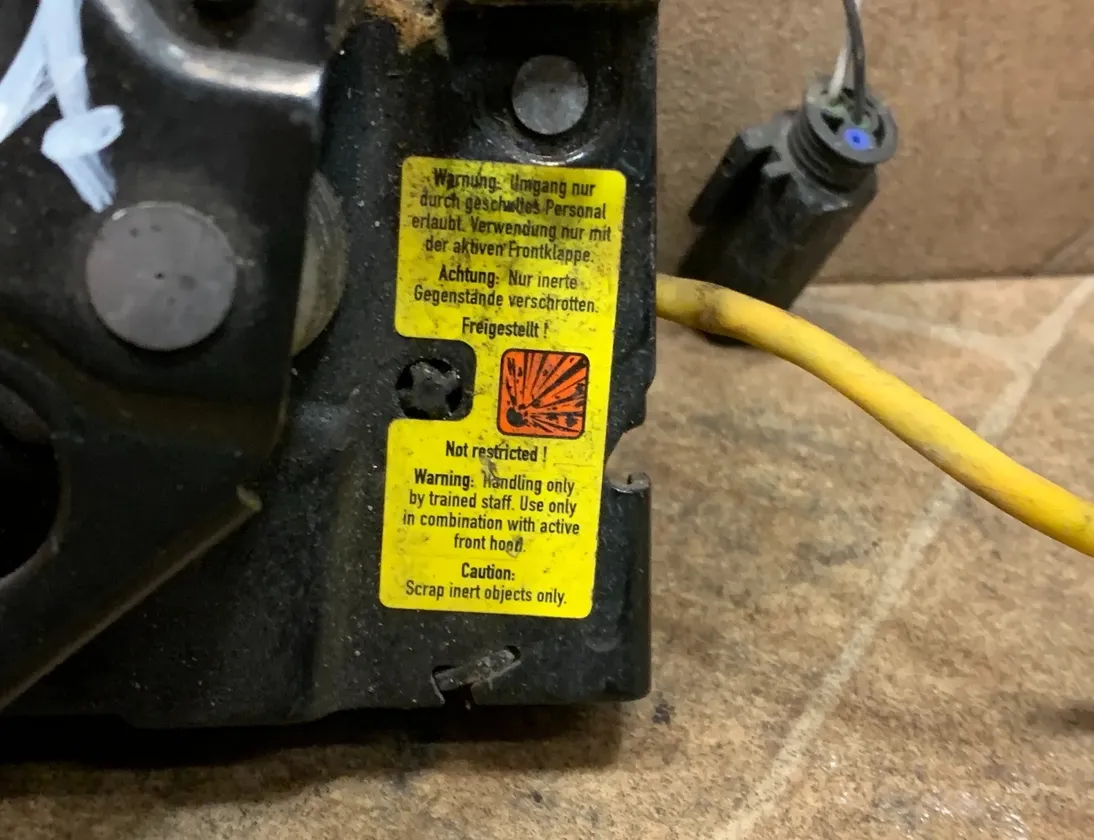 Warnung: Umgang nur
durch geschultes Personal
erlaubt. Verwendung nur mit
der aktiven Frontklappe.
Achtung: Nur inerte
Gegenstände verschrotten.
Freigestellt !
Not restricted !
Warning: Handling only
by trained staff. Use only
in combination with active
front hood.
Caution:
Scrap inert objects only.